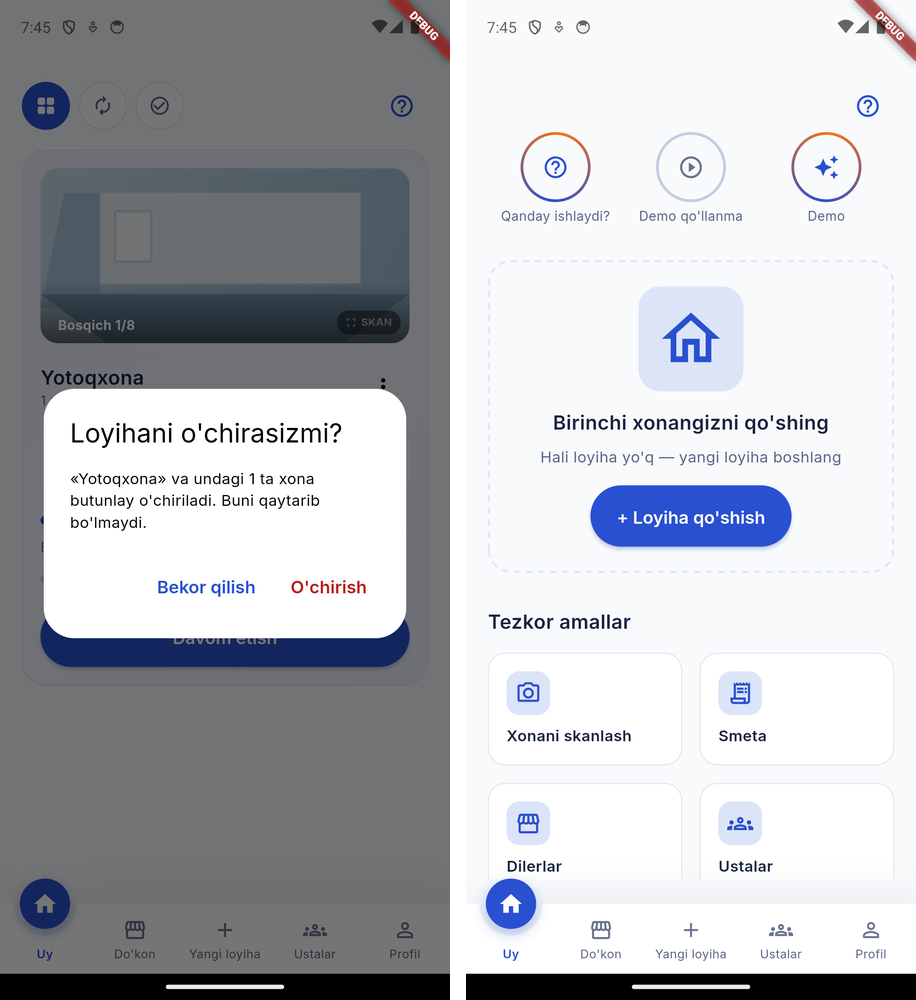 7:45
DEBUG
Bosqich 1/8
SKAN
Yotoqxona
Loyihani o'chirasizmi?
«Yotoqxona» va undagi 1 ta xona
butunlay o'chiriladi. Buni qaytarib
bo'lmaydi.
Bekor qilish
O'chirish
Davom etish
Uy
Do'kon
Yangi loyiha
Ustalar
Profil
7:45
DEBUG
Qanday ishlaydi?
Demo qo'llanma
Demo
Birinchi xonangizni qo'shing
Hali loyiha yo'q — yangi loyiha boshlang
+ Loyiha qo'shish
Tezkor amallar
Xonani skanlash
Smeta
Dilerlar
Ustalar
Uy
Do'kon
Yangi loyiha
Ustalar
Profil